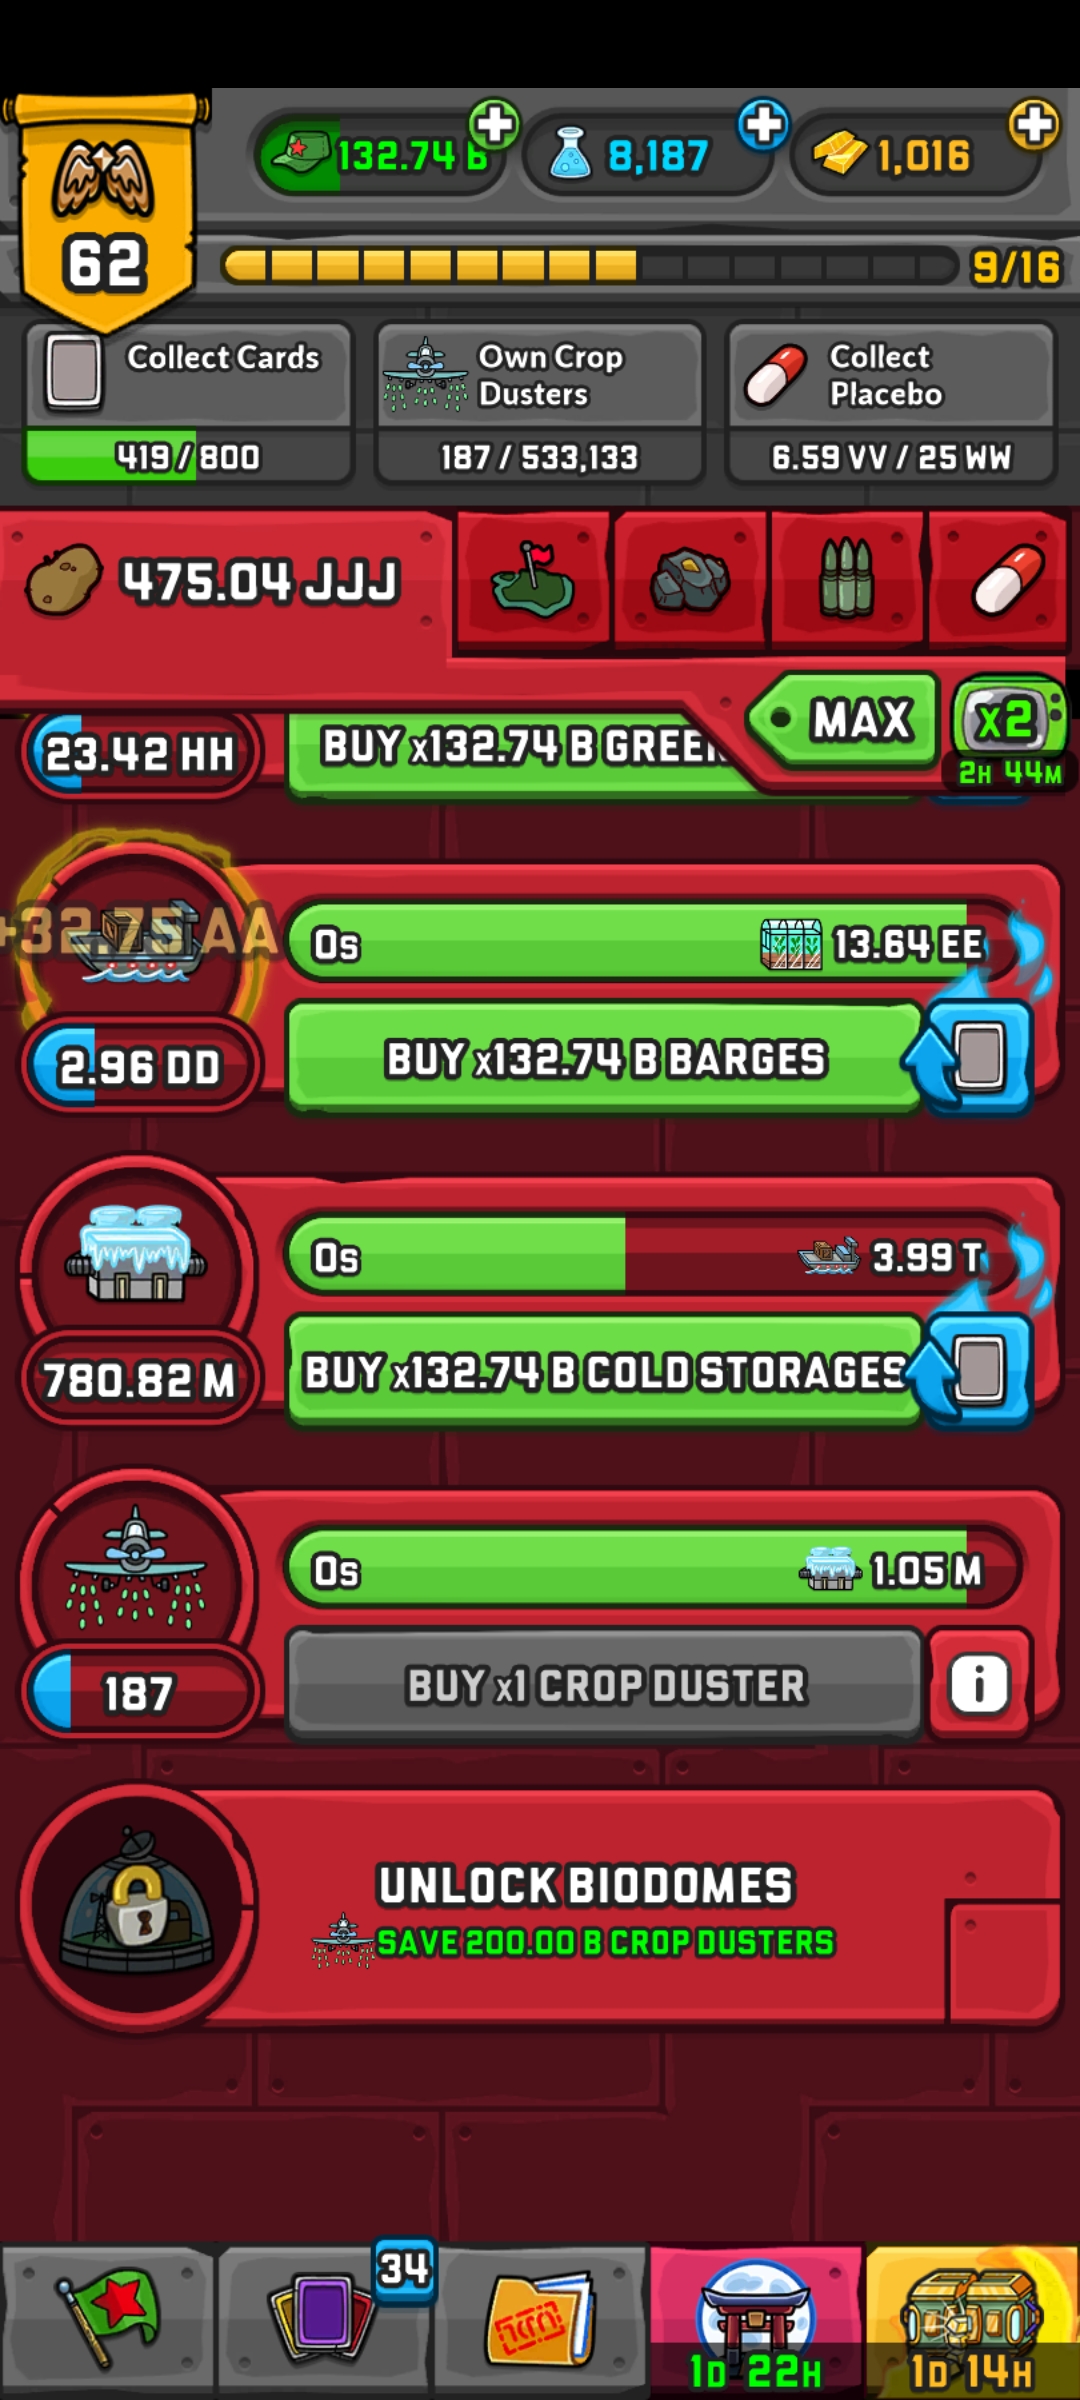 132.74 B
8,187
1,016
62
9/16
Collect Cards
419 / 800
Own Crop
Dusters
187 / 533,133
Collect
Placebo
6.59 VV / 25 WW
475.04 JJJ
MAX
x2
2H 44M
23.42 HH
BUY x132.74 B GREEN
+32.75 AA
0s
13.64 EE
2.96 DD
BUY x132.74 B BARGES
0s
3.99 T
780.82 M
BUY x132.74 B COLD STORAGES
0s
1.05 M
187
BUY x1 CROP DUSTER
i
UNLOCK BIODOMES
SAVE 200.00 B CROP DUSTERS
34
1D 22H
1D 14H